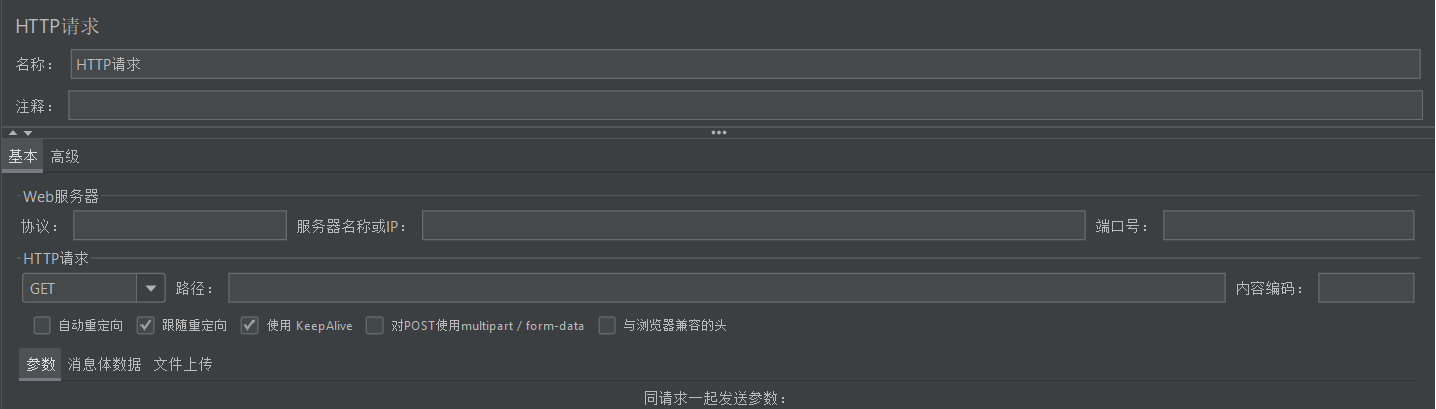 HTTP请求
名称： HTTP请求
注释：
基本 高级
Web服务器
协议： 服务器名称或IP： 端口号：
HTTP请求
GET 路径： 内容编码：
自动重定向 跟随重定向 使用 KeepAlive 对POST使用multipart / form-data 与浏览器兼容的头
参数 消息体数据 文件上传
同请求一起发送参数：